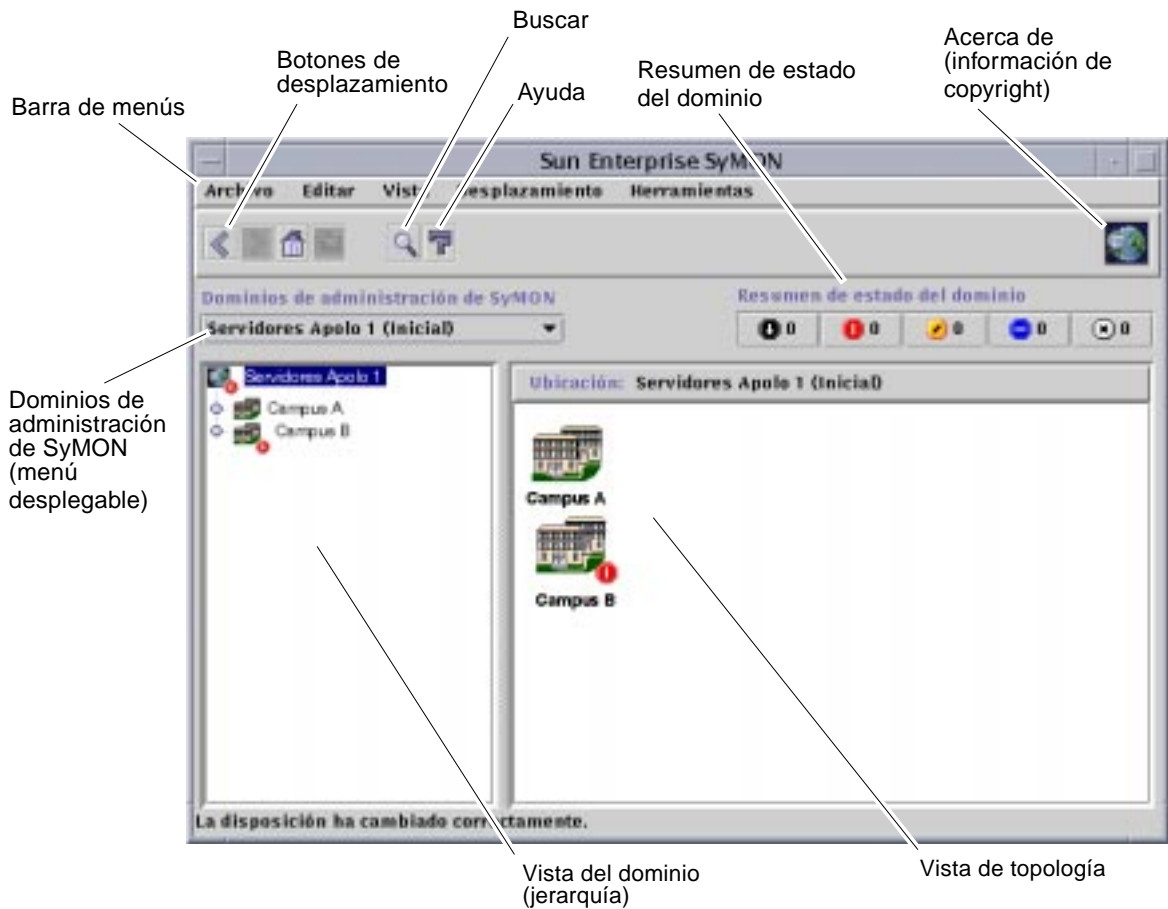 Buscar
Botones de
desplazamiento
Acerca de
(información de
copyright)
Resumen de estado
del dominio
Ayuda
Barra de menús
Sun Enterprise SyMON
Archivo Editar Vista Desplazamiento Herramientas
Dominios de administración de SyMON
Resumen de estado del dominio
Servidores Apolo 1 (Inicial)
0 0 0 0 0
Servidores Apolo 1
Campus A
Campus B
Ubicación: Servidores Apolo 1 (Inicial)
Campus A
Campus B
Dominios de
administración
de SyMON
(menú
desplegable)
La disposición ha cambiado correctamente.
Vista del dominio
(jerarquía)
Vista de topología